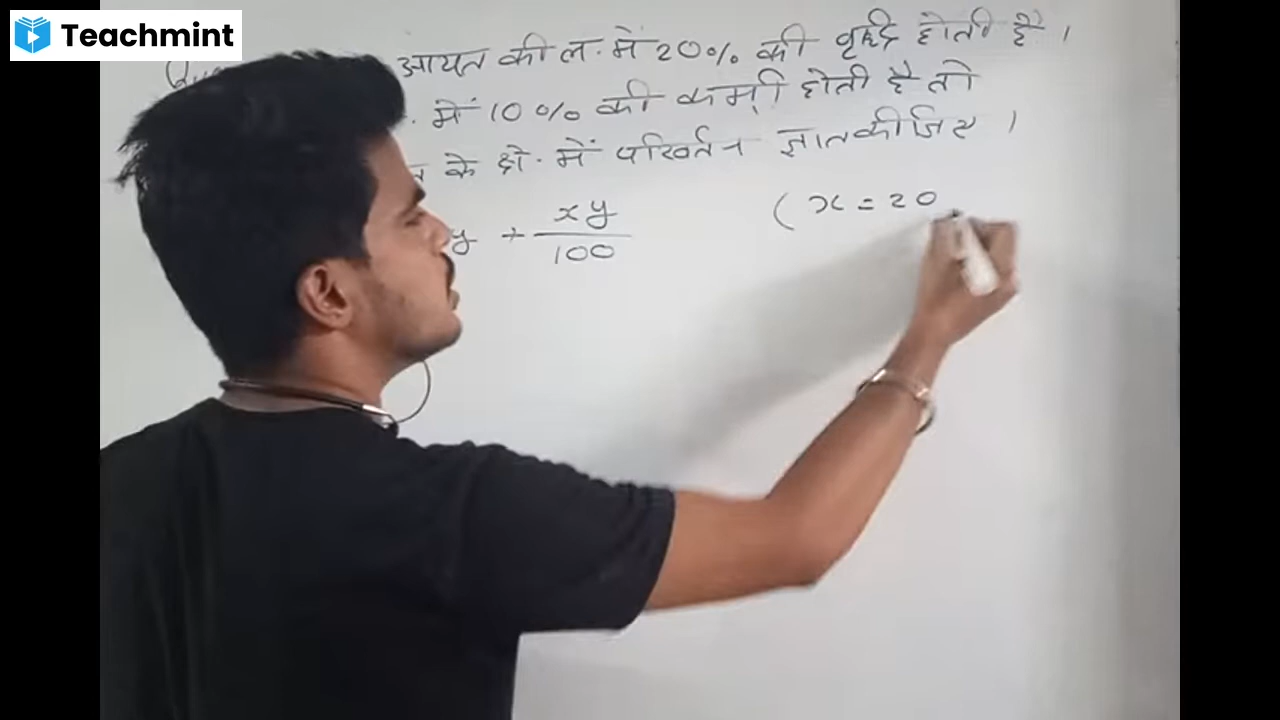 Teachmint
आयत की ल. में 20% की वृद्धि होती है ।
. में 10% की कमी होती है तो
के क्षे. में परिवर्तन ज्ञात कीजिए ।
y + xy/100
( x = 20